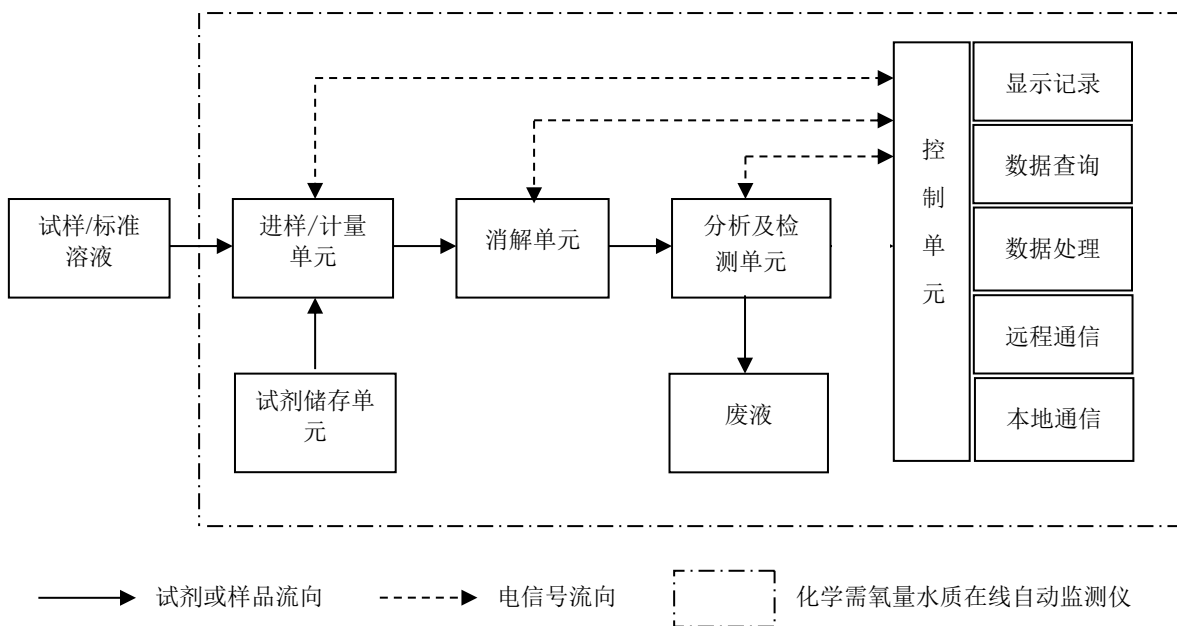 试样/标准
溶液
进样/计量
单元
消解单元
分析及检
测单元
试剂储存单
元
废液
控
制
单
元
显示记录
数据查询
数据处理
远程通信
本地通信
试剂或样品流向
电信号流向
化学需氧量水质在线自动监测仪